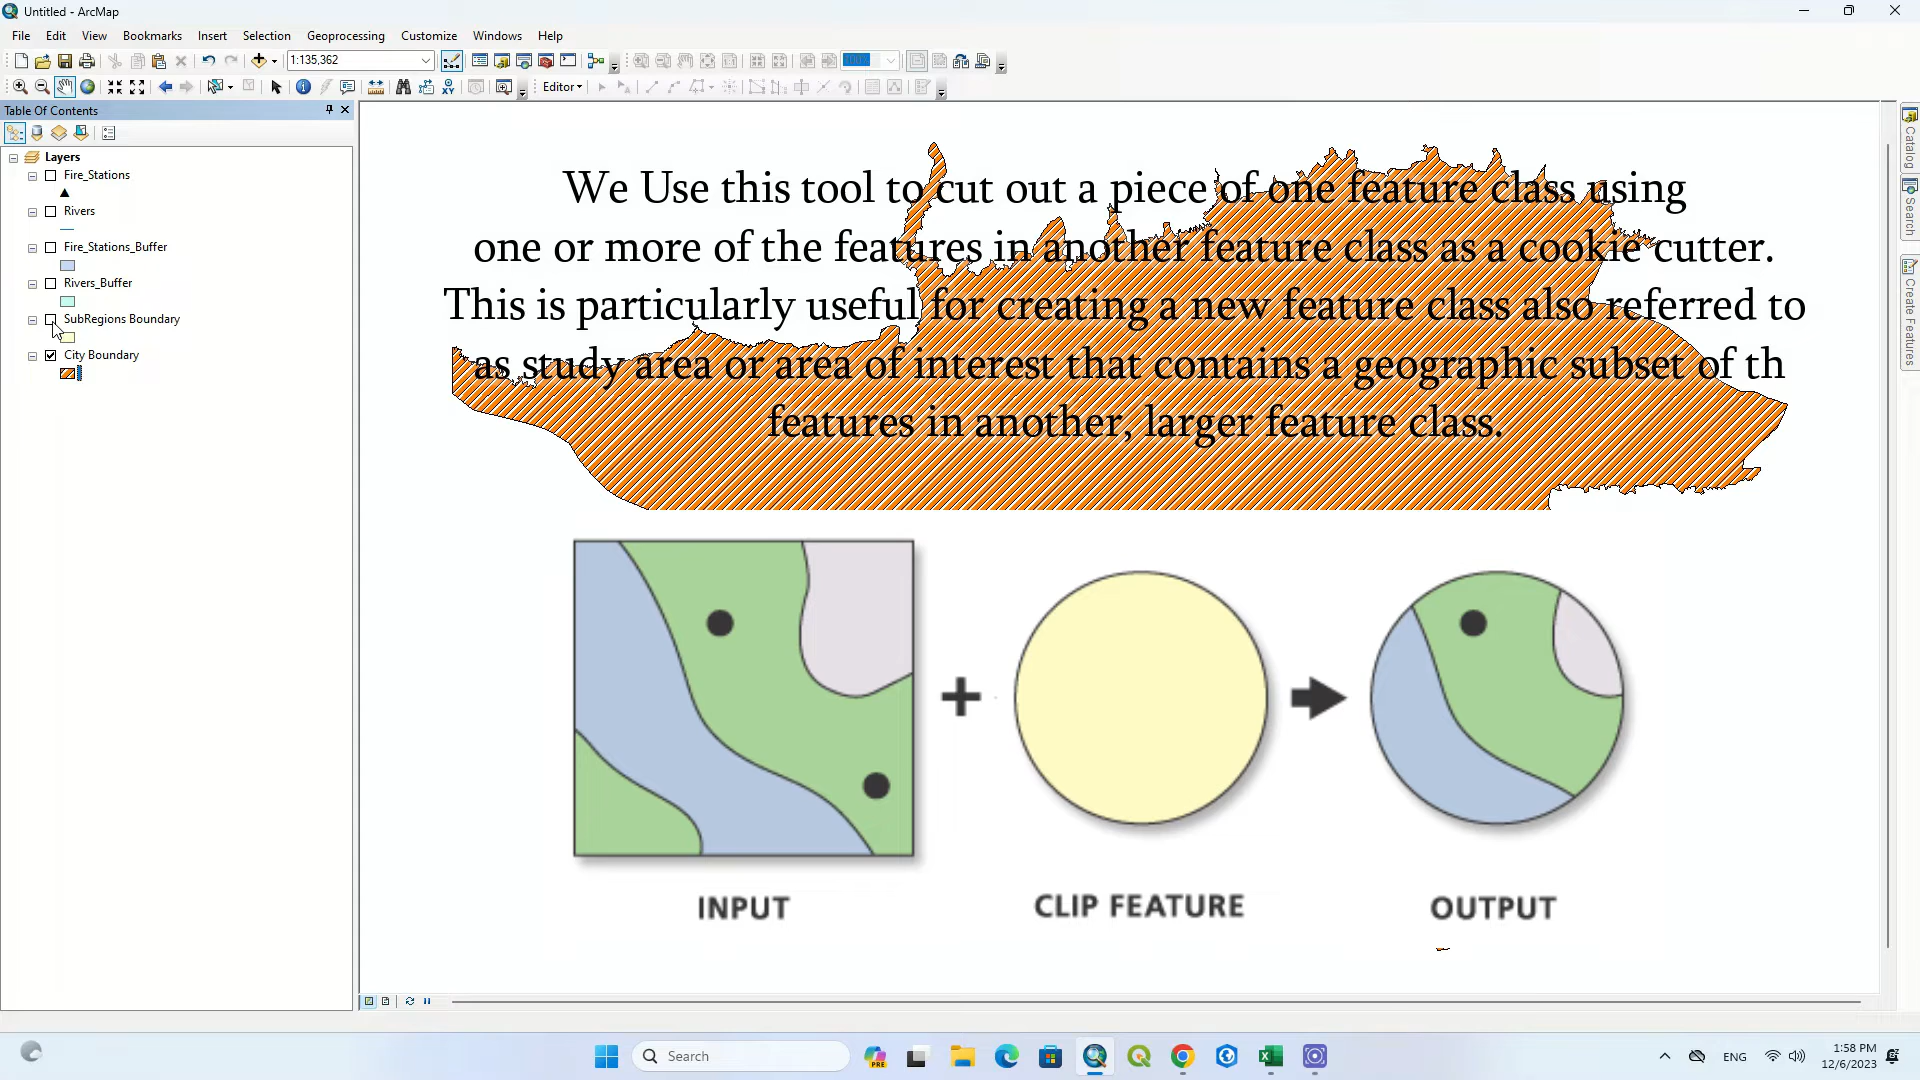 Untitled - ArcMap
File Edit View Bookmarks Insert Selection Geoprocessing Customize Windows Help
1:135,362
Editor
Table Of Contents
Layers
Fire_Stations
Rivers
Fire_Stations_Buffer
Rivers_Buffer
SubRegions Boundary
City Boundary
We Use this tool to cut out a piece of one feature class using
one or more of the features in another feature class as a cookie cutter.
This is particularly useful for creating a new feature class also referred to
as study area or area of interest that contains a geographic subset of th
features in another, larger feature class.
INPUT
CLIP FEATURE
OUTPUT
Catalog
Search
Create Features
Search
PRE
ENG
1:58 PM
12/6/2023